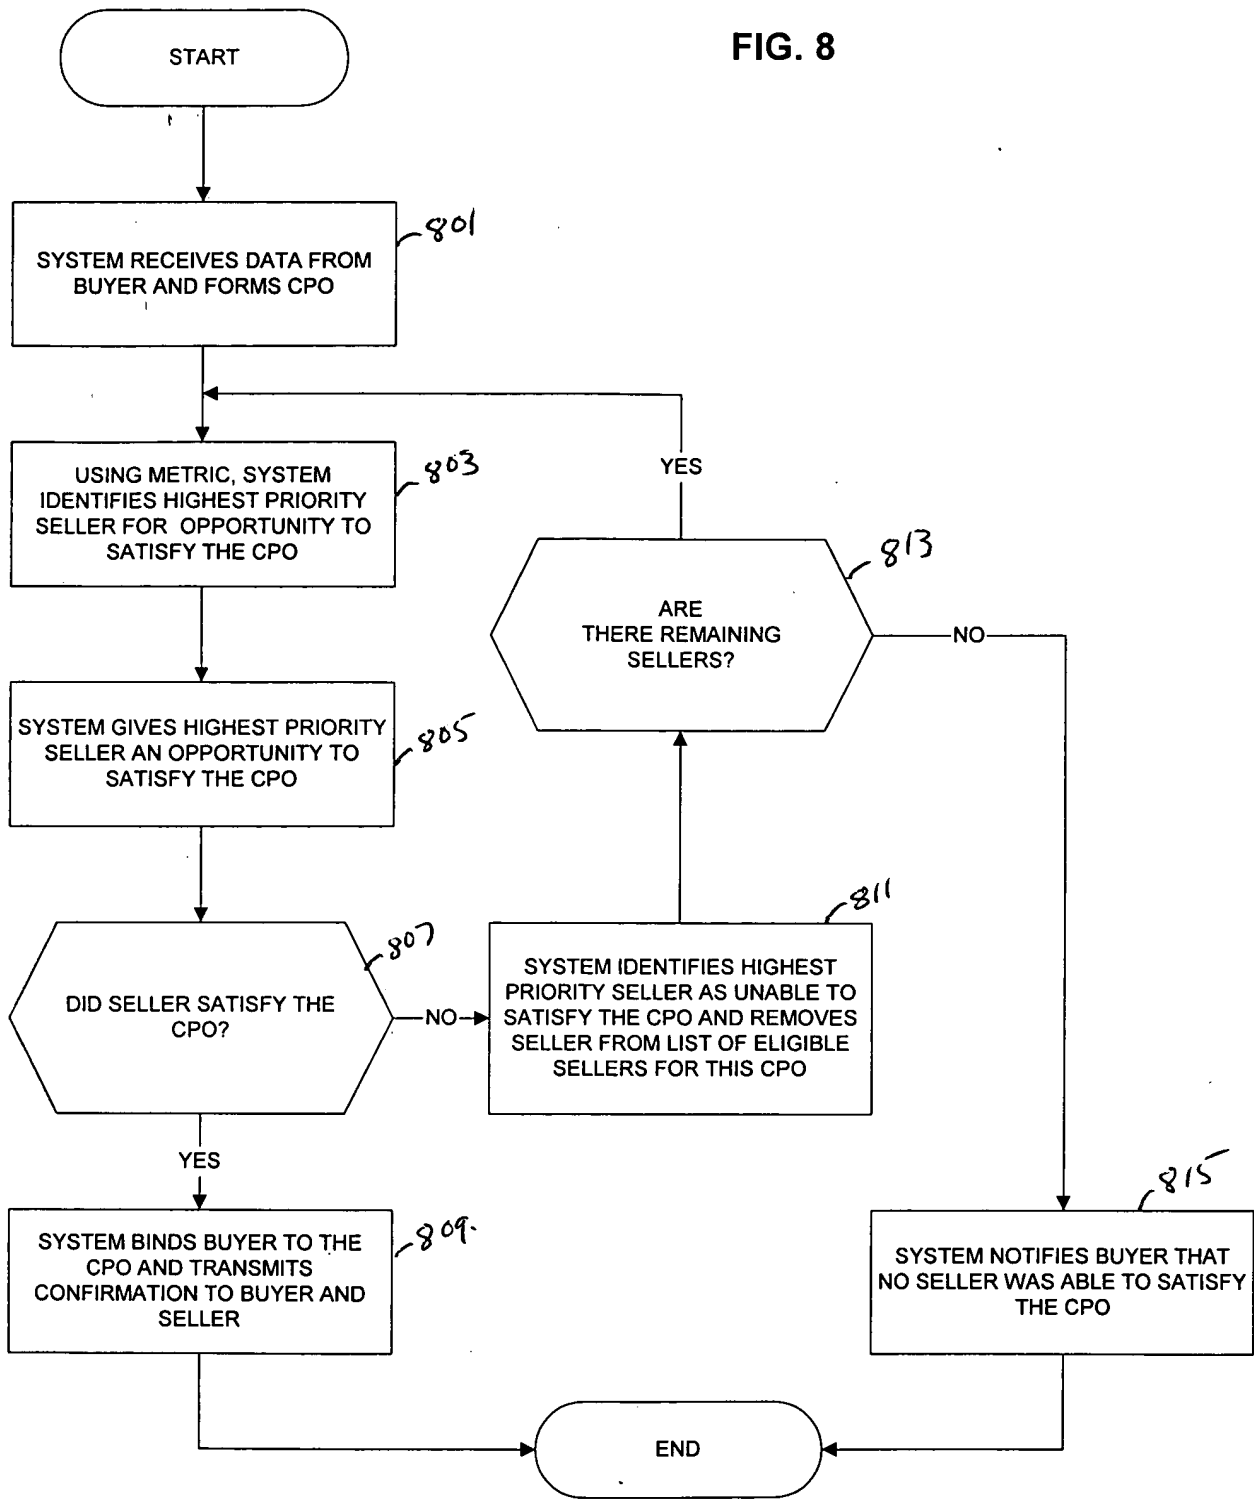 FIG. 8
START
801
SYSTEM RECEIVES DATA FROM
BUYER AND FORMS CPO
803
USING METRIC, SYSTEM
IDENTIFIES HIGHEST PRIORITY
SELLER FOR OPPORTUNITY TO
SATISFY THE CPO
YES
813
ARE
THERE REMAINING
SELLERS?
NO
805
SYSTEM GIVES HIGHEST PRIORITY
SELLER AN OPPORTUNITY TO
SATISFY THE CPO
807
DID SELLER SATISFY THE
CPO?
NO
811
SYSTEM IDENTIFIES HIGHEST
PRIORITY SELLER AS UNABLE TO
SATISFY THE CPO AND REMOVES
SELLER FROM LIST OF ELIGIBLE
SELLERS FOR THIS CPO
YES
809.
SYSTEM BINDS BUYER TO THE
CPO AND TRANSMITS
CONFIRMATION TO BUYER AND
SELLER
815
SYSTEM NOTIFIES BUYER THAT
NO SELLER WAS ABLE TO SATISFY
THE CPO
END